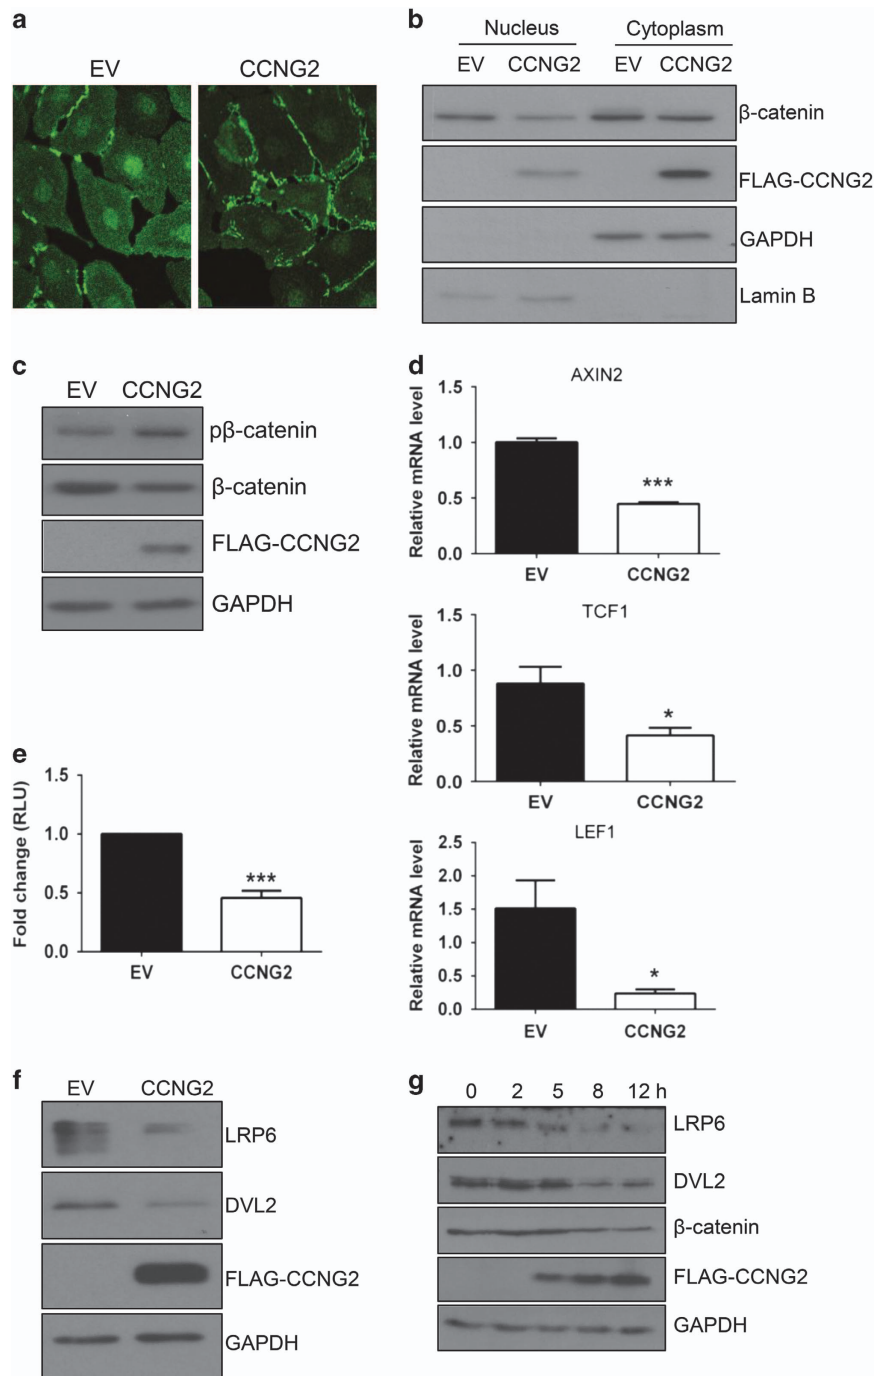 a
EV CCNG2
b
Nucleus Cytoplasm
EV CCNG2 EV CCNG2
β-catenin
FLAG-CCNG2
GAPDH
Lamin B
c
EV CCNG2
pβ-catenin
β-catenin
FLAG-CCNG2
GAPDH
d
AXIN2
Relative mRNA level
1.5
1.0
0.5
0.0
***
EV CCNG2
TCF1
Relative mRNA level
1.5
1.0
0.5
0.0
*
EV CCNG2
LEF1
Relative mRNA level
2.5
2.0
1.5
1.0
0.5
0.0
*
EV CCNG2
e
Fold change (RLU)
1.5
1.0
0.5
0.0
***
EV CCNG2
f
EV CCNG2
LRP6
DVL2
FLAG-CCNG2
GAPDH
g
0 2 5 8 12 h
LRP6
DVL2
β-catenin
FLAG-CCNG2
GAPDH